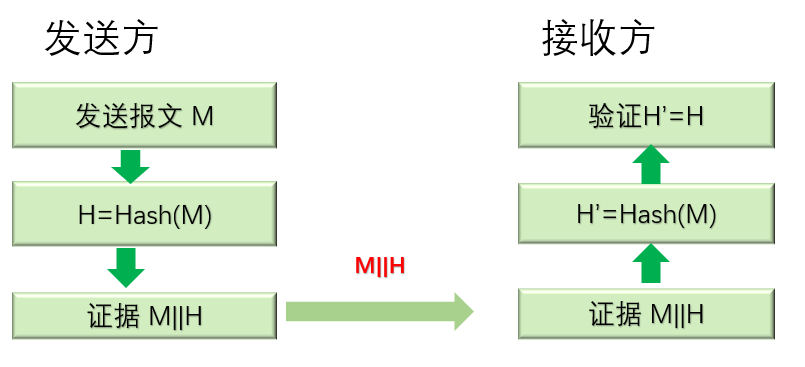 发送方
发送报文 M
H=Hash(M)
证据 M||H
M||H
接收方
验证H’=H
H’=Hash(M)
证据 M||H